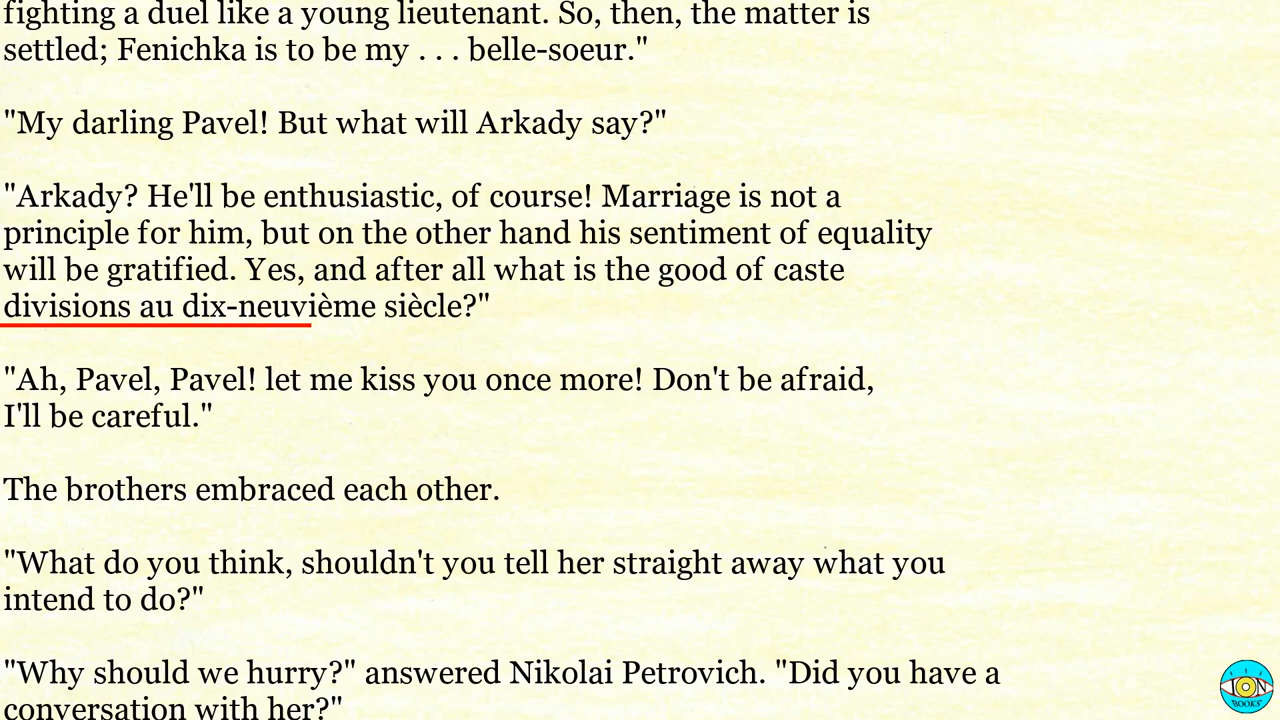 fighting a duel like a young lieutenant. So, then, the matter is
settled; Fenichka is to be my . . . belle-soeur."
"My darling Pavel! But what will Arkady say?"
"Arkady? He'll be enthusiastic, of course! Marriage is not a
principle for him, but on the other hand his sentiment of equality
will be gratified. Yes, and after all what is the good of caste
divisions au dix-neuvième siècle?"
"Ah, Pavel, Pavel! let me kiss you once more! Don't be afraid,
I'll be careful."
The brothers embraced each other.
"What do you think, shouldn't you tell her straight away what you
intend to do?"
"Why should we hurry?" answered Nikolai Petrovich. "Did you have a
conversation with her?"
ION
BOOKS